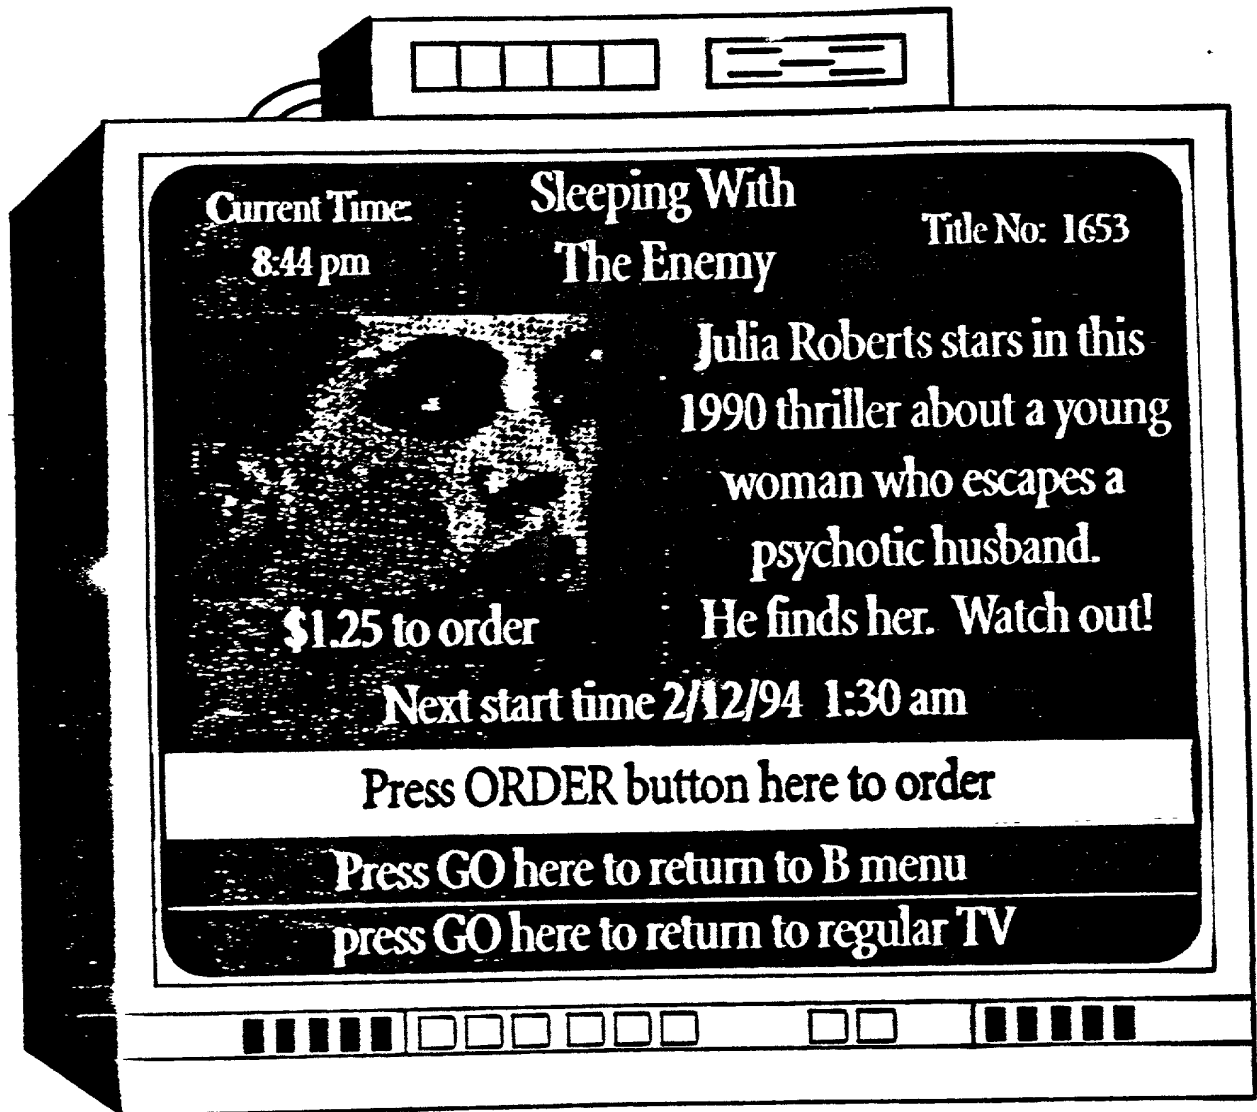 Current Time:
8:44 pm
Sleeping With
The Enemy
Title No: 1653
Julia Roberts stars in this
1990 thriller about a young
woman who escapes a
psychotic husband.
He finds her. Watch out!
$1.25 to order
Next start time 2/12/94 1:30 am
Press ORDER button here to order
Press GO here to return to B menu
press GO here to return to regular TV